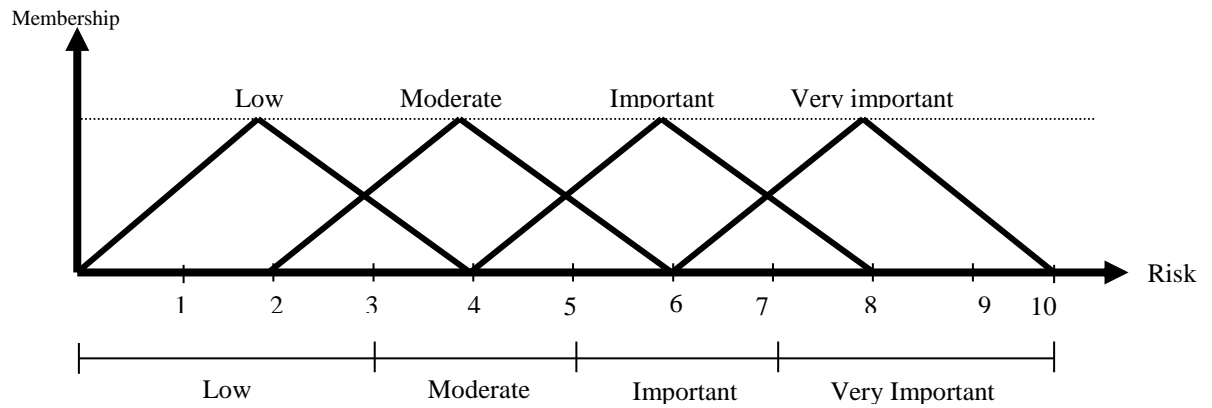 Membership
Low Moderate Important Very important
Risk
1 2 3 4 5 6 7 8 9 10
Low Moderate Important Very Important